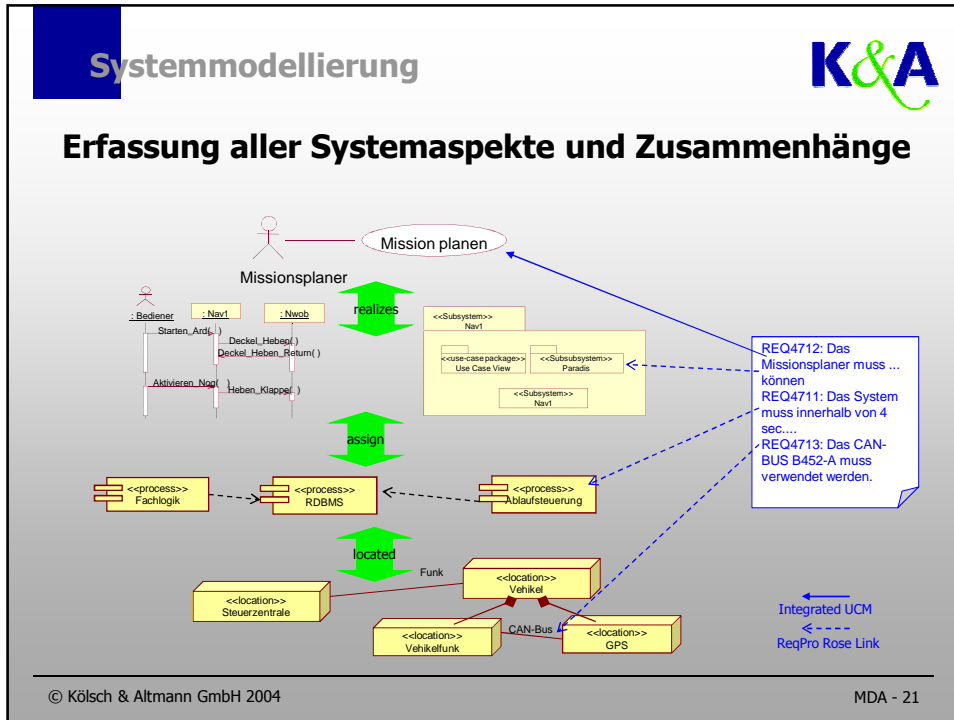 Systemmodellierung
K&A
Erfassung aller Systemaspekte und Zusammenhänge
Mission planen
Missionsplaner
realizes
: Bediener
: Nav1
: Nwob
Starten_Ard( )
Deckel_Heben( )
Deckel_Heben_Return( )
Aktivieren_Nog( )
Heben_Klappe( )
<<Subsystem>>
Nav1
<<use-case package>>
Use Case View
<<Subsubsystem>>
Paradis
<<Subsystem>>
Nav1
REQ4712: Das
Missionsplaner muss ...
können
REQ4711: Das System
muss innerhalb von 4
sec....
REQ4713: Das CAN-
BUS B452-A muss
verwendet werden.
assign
<<process>>
Fachlogik
<<process>>
RDBMS
<<process>>
Ablaufsteuerung
located
Funk
<<location>>
Steuerzentrale
<<location>>
Vehikel
CAN-Bus
<<location>>
Vehikelfunk
<<location>>
GPS
Integrated UCM
ReqPro Rose Link
© Kölsch & Altmann GmbH 2004
MDA - 21